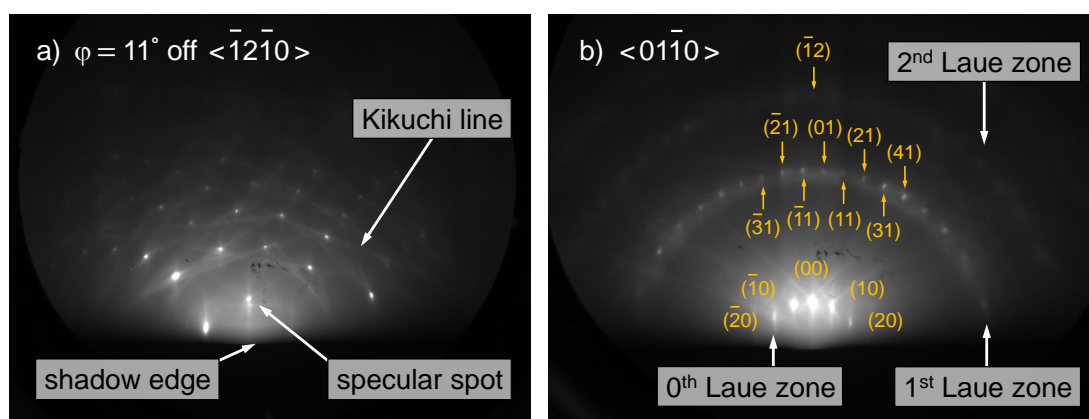 a) φ = 11° off < 1̄21̄0 >
Kikuchi line
shadow edge
specular spot
b) < 011̄0 >
(1̄2)
2nd Laue zone
(2̄1) (01) (21) (41)
(3̄1) (1̄1) (11) (31)
(00)
(1̄0) (10)
(2̄0) (20)
0th Laue zone
1st Laue zone